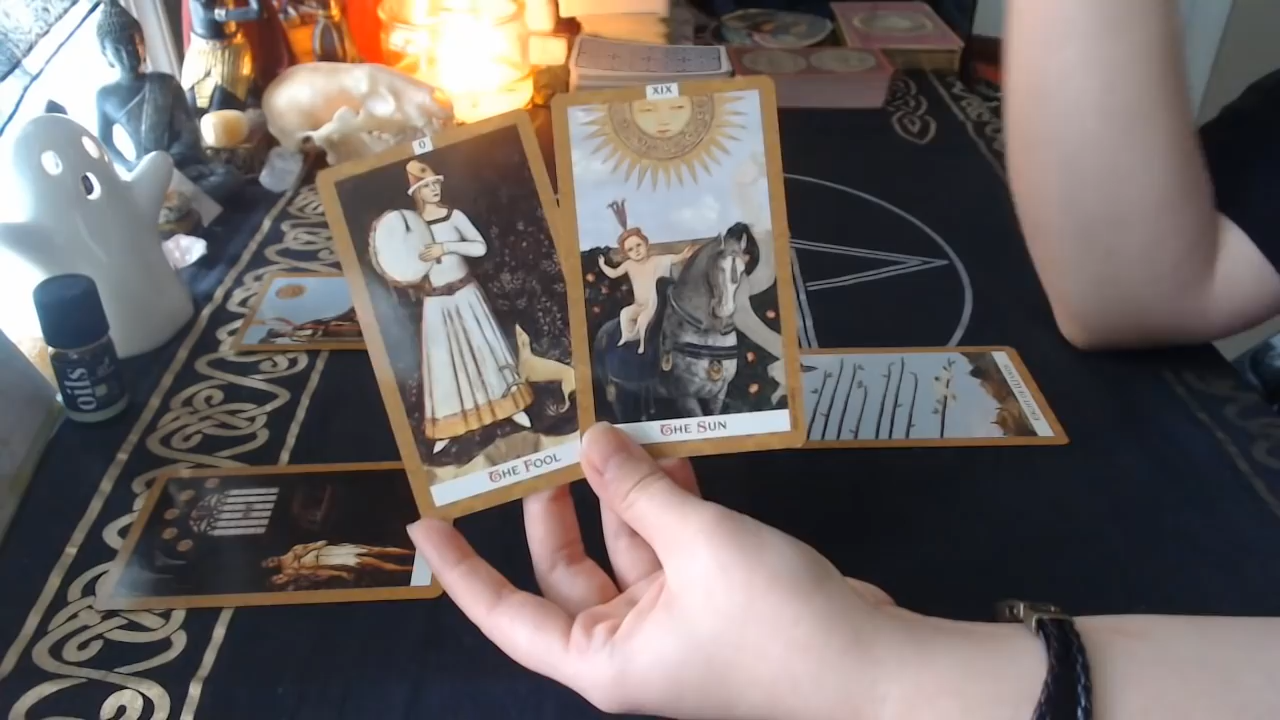 XIX
0
THE SUN
THE FOOL
oils